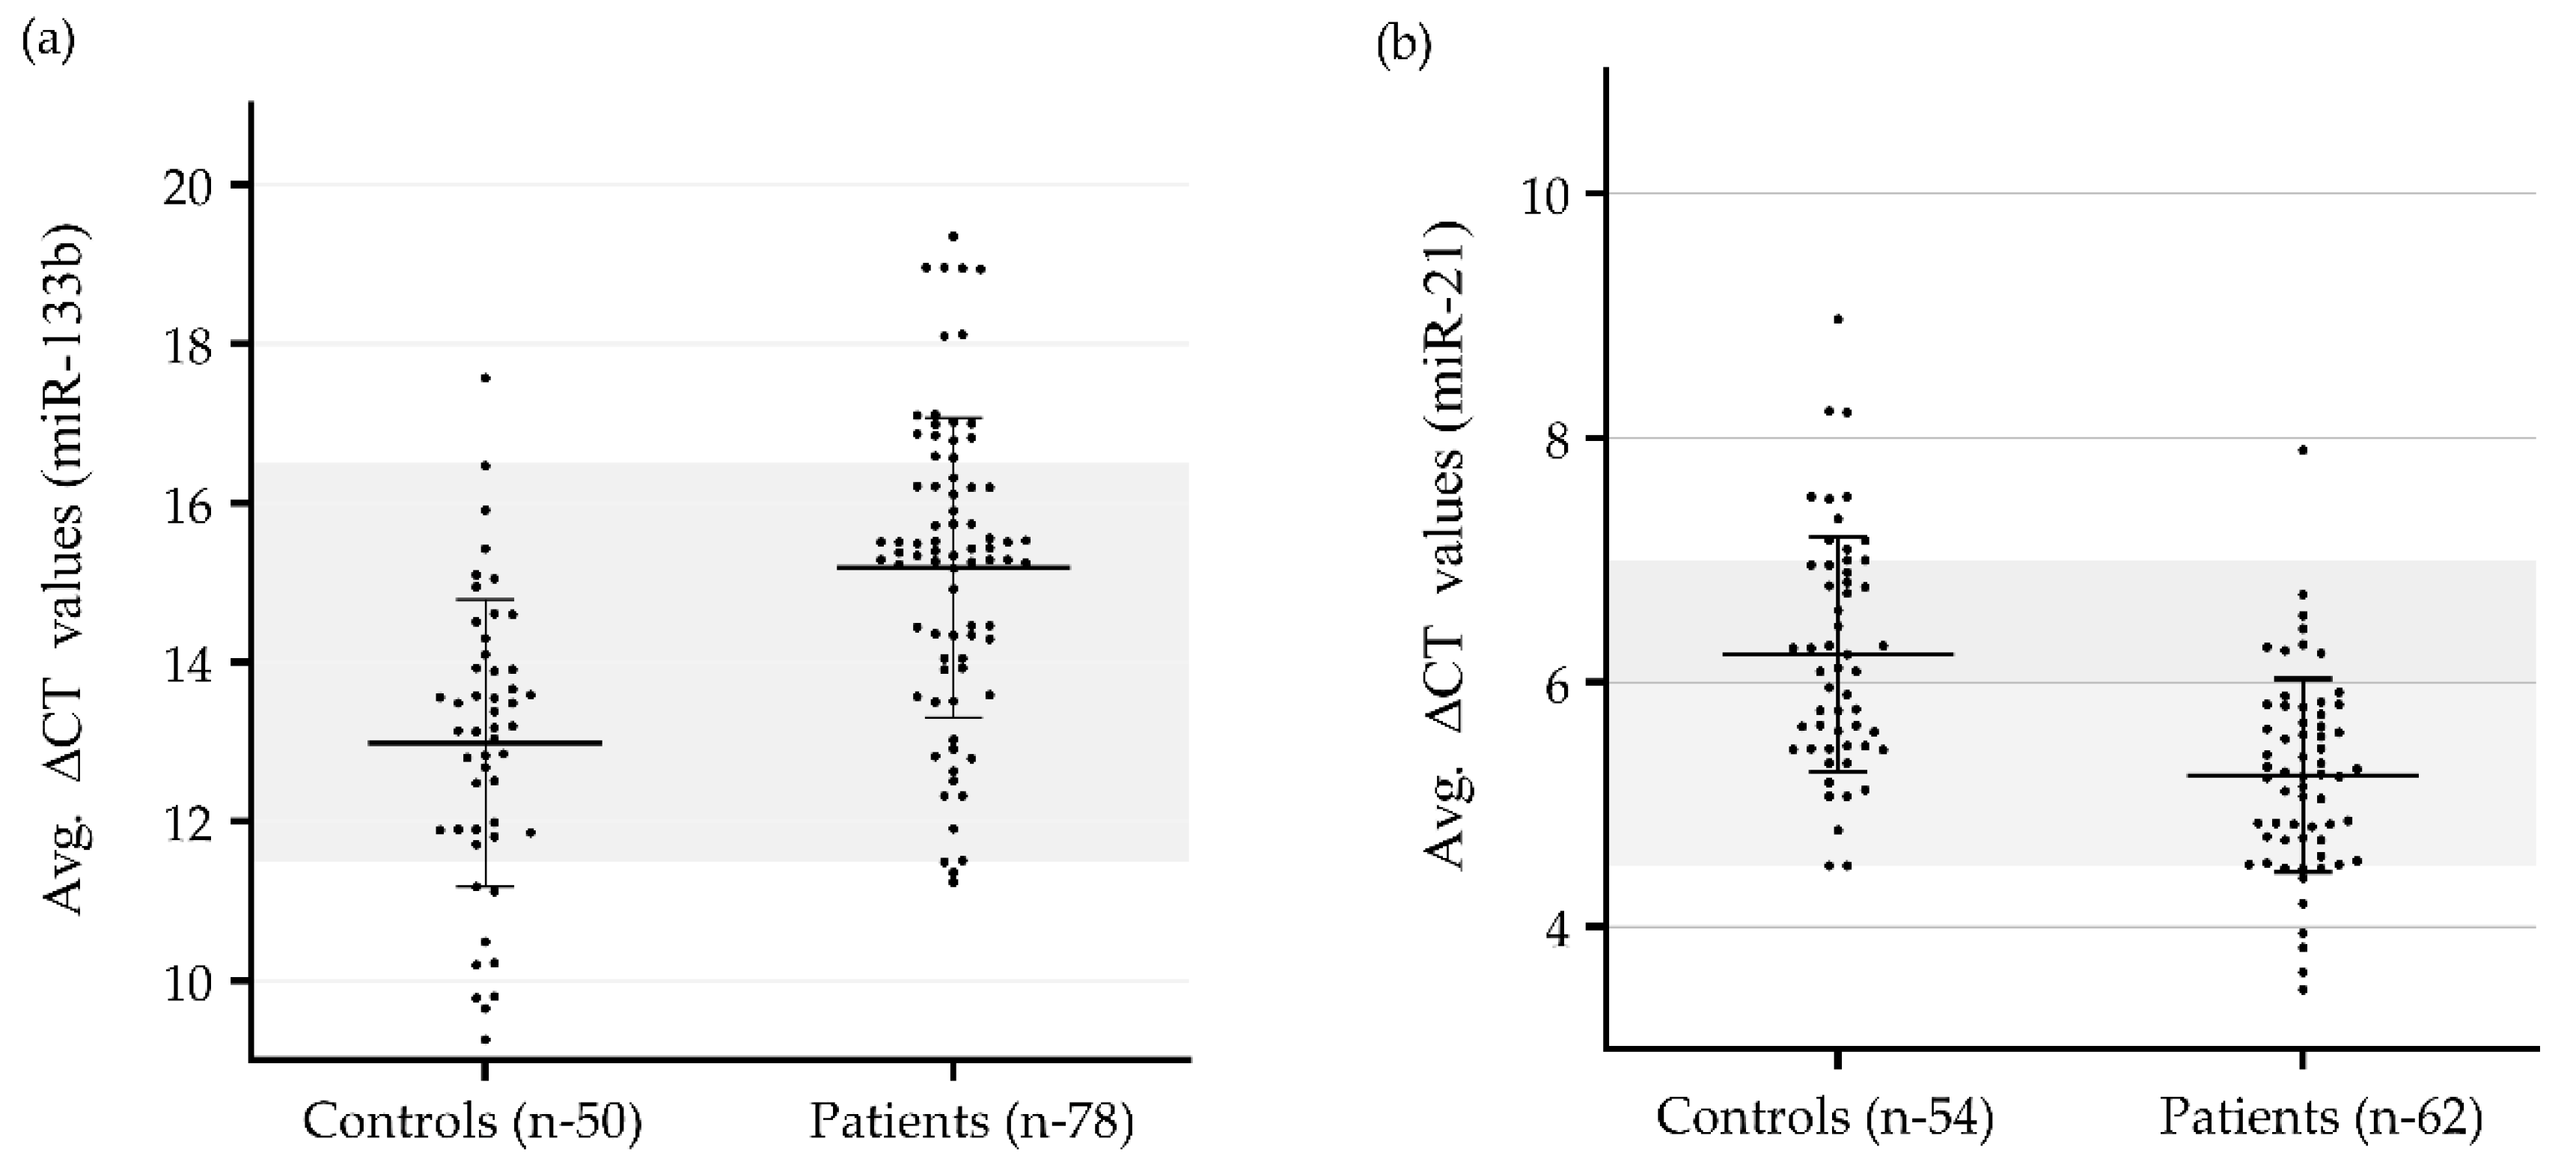 (a)
Avg. ΔCT values (miR-133b)
20
18
16
14
12
10
Controls (n-50)
Patients (n-78)
(b)
Avg. ΔCT values (miR-21)
10
8
6
4
Controls (n-54)
Patients (n-62)